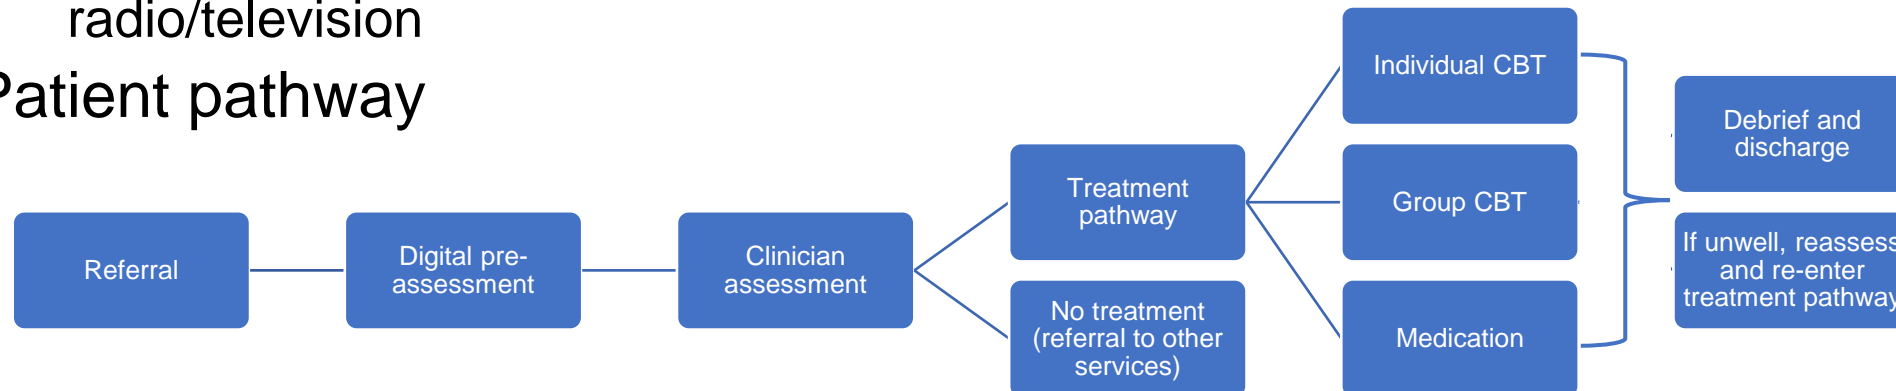 radio/television
Patient pathway
Referral
Digital pre-
assessment
Clinician
assessment
Treatment
pathway
No treatment
(referral to other
services)
Individual CBT
Group CBT
Medication
Debrief and
discharge
If unwell, reassess
and re-enter
treatment pathway